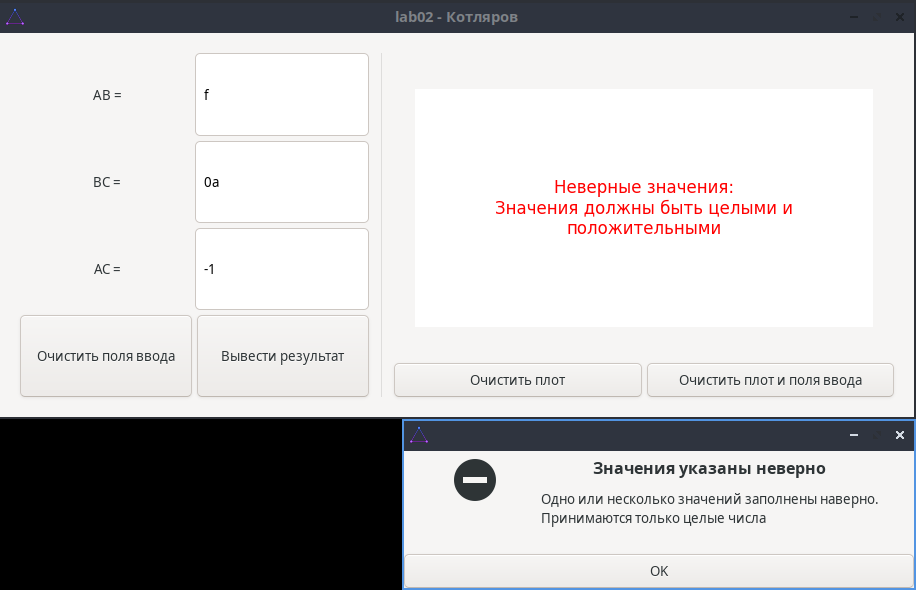 lab02 - Котляров
AB =
f
BC =
0a
AC =
-1
Очистить поля ввода
Вывести результат
Неверные значения:
Значения должны быть целыми и
положительными
Очистить плот
Очистить плот и поля ввода
Значения указаны неверно
Одно или несколько значений заполнены наверно.
Принимаются только целые числа
OK